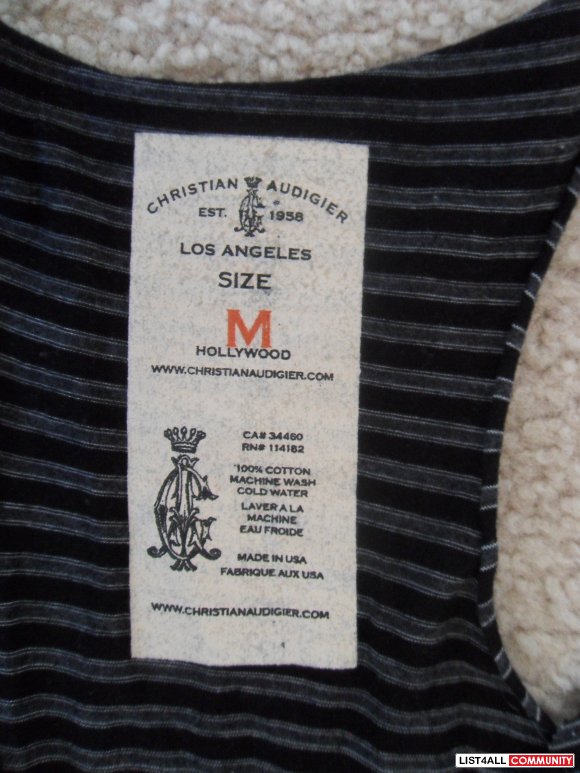 CHRISTIAN AUDIGIER
EST. 1958
LOS ANGELES
SIZE
M
HOLLYWOOD
WWW.CHRISTIANAUDIGIER.COM
CA# 34460
RN# 114182
100% COTTON
MACHINE WASH
COLD WATER
LAVER A LA
MACHINE
EAU FROIDE
MADE IN USA
FABRIQUE AUX USA
WWW.CHRISTIANAUDIGIER.COM
LIST4ALL COMMUNITY